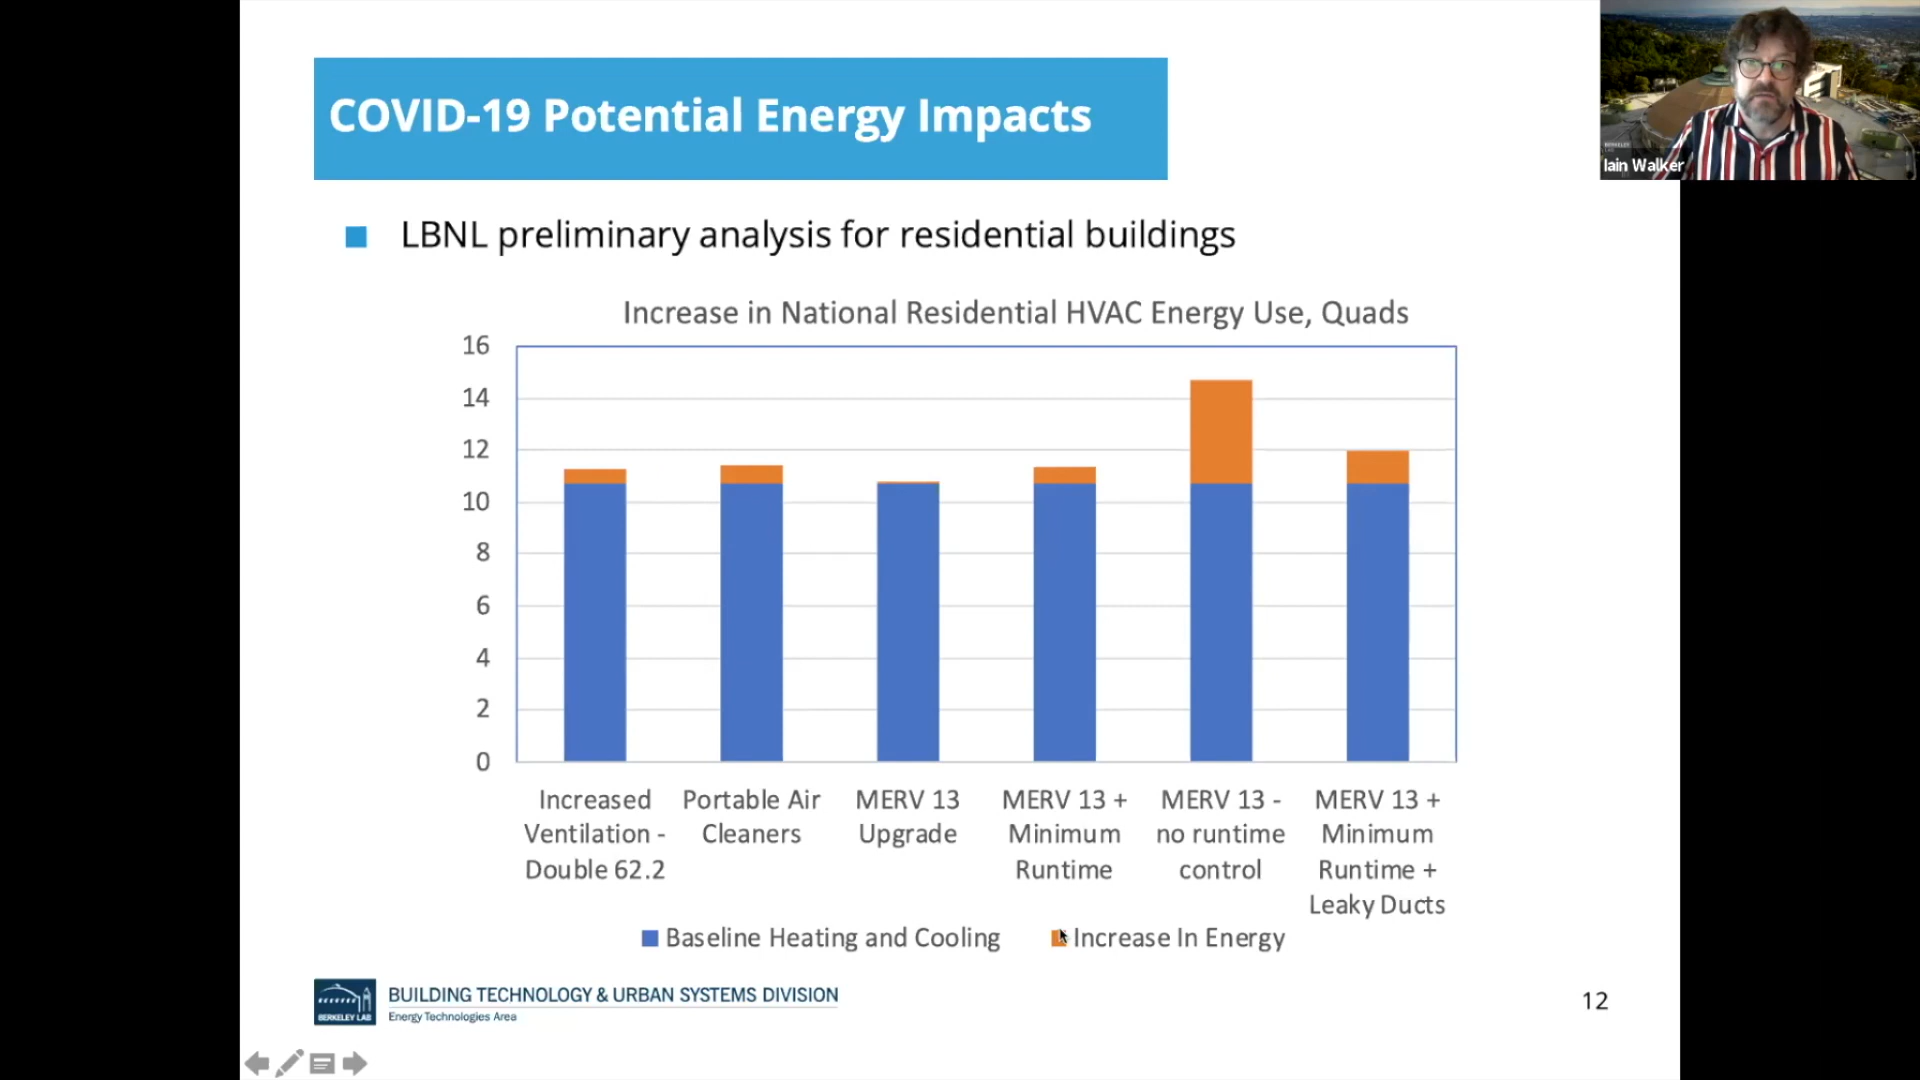 COVID-19 Potential Energy Impacts
Iain Walker
LBNL preliminary analysis for residential buildings
Increase in National Residential HVAC Energy Use, Quads
16
14
12
10
8
6
4
2
0
Increased
Ventilation -
Double 62.2
Portable Air
Cleaners
MERV 13
Upgrade
MERV 13 +
Minimum
Runtime
MERV 13 -
no runtime
control
MERV 13 +
Minimum
Runtime +
Leaky Ducts
Baseline Heating and Cooling
Increase In Energy
BERKELEY LAB
BUILDING TECHNOLOGY & URBAN SYSTEMS DIVISION
Energy Technologies Area
12